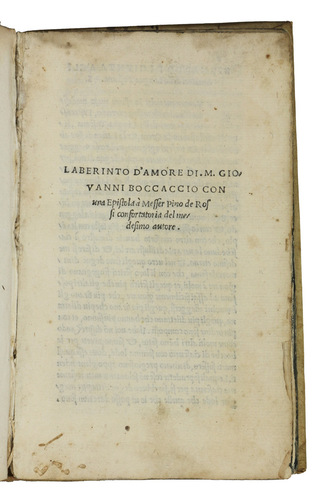 LABERINTO D'AMORE DI. M. GIO-
VANNI BOCCACCIO CON
una Epistola à Messer Pino de Ros
si confortatoria del me-
desimo autore.